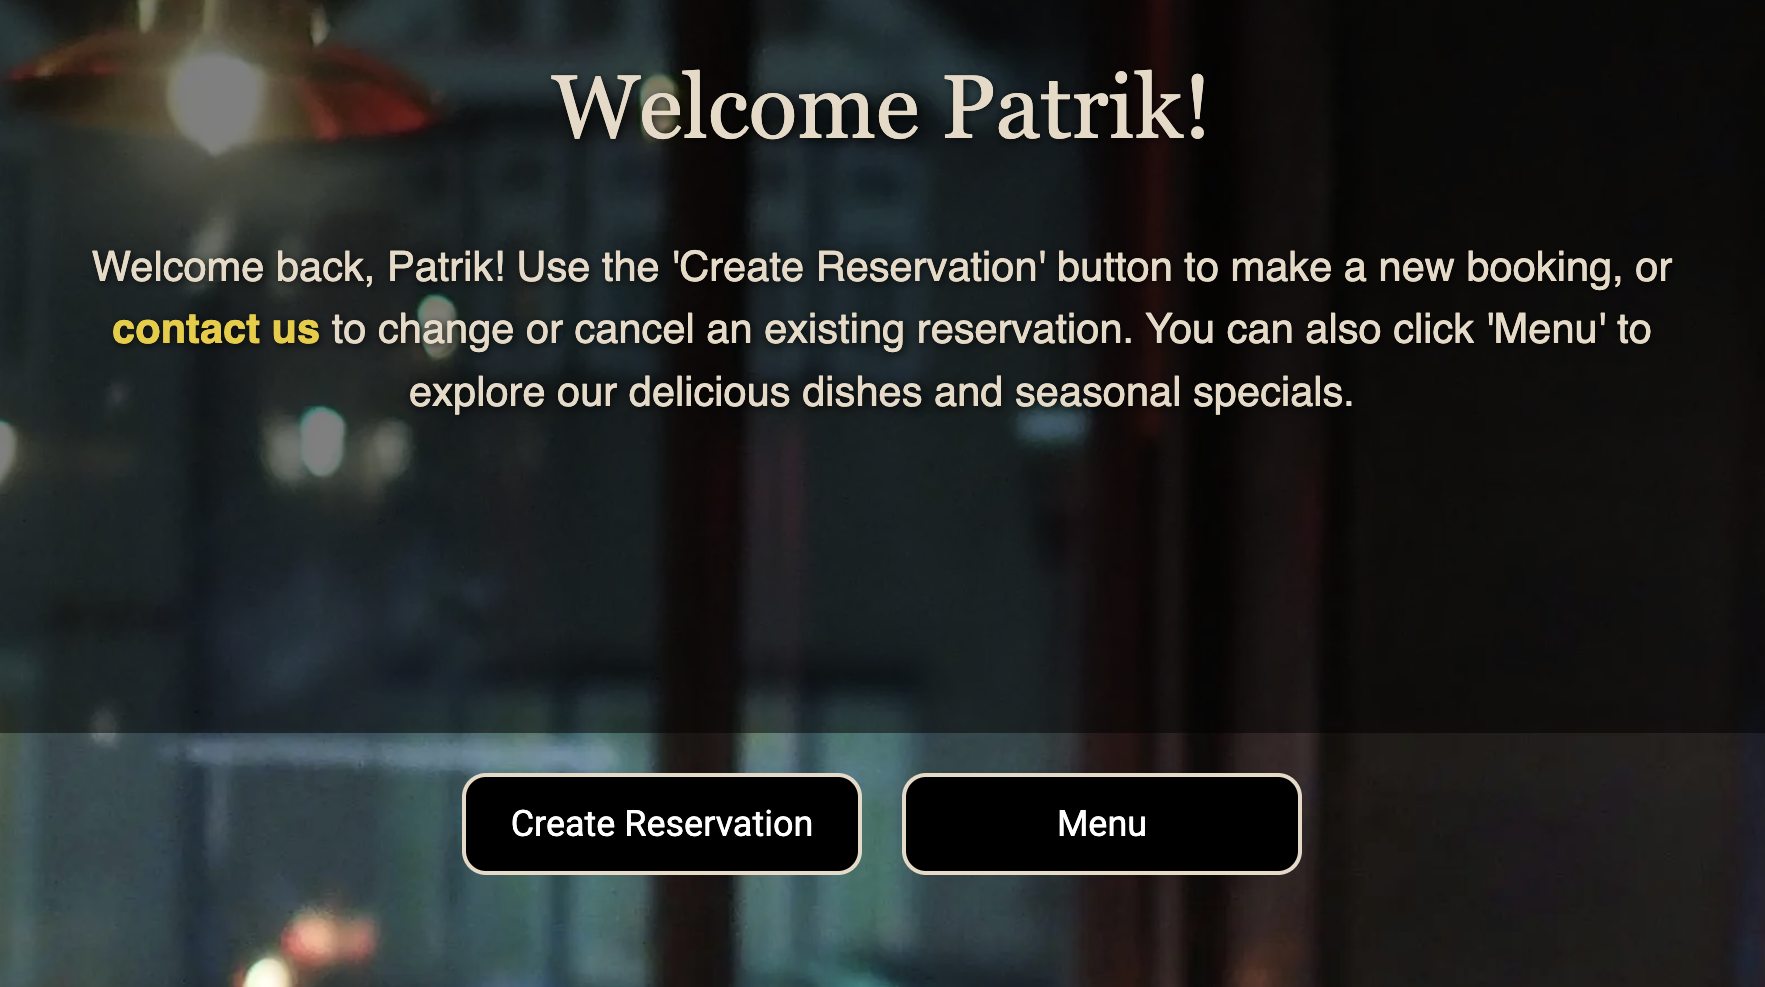 Welcome Patrik!
Welcome back, Patrik! Use the 'Create Reservation' button to make a new booking, or
contact us to change or cancel an existing reservation. You can also click 'Menu' to
explore our delicious dishes and seasonal specials.
Create Reservation
Menu